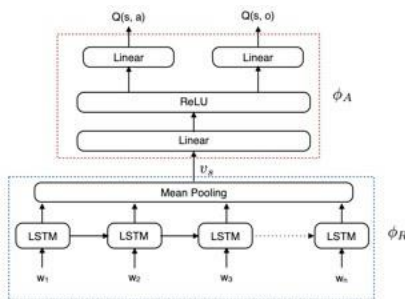 Q(s, a) Q(s, o)
Linear Linear
ReLU
ϕ_A
Linear
v_s
Mean Pooling
LSTM LSTM LSTM LSTM
ϕ_R
w₁ w₂ w₃ wₙ